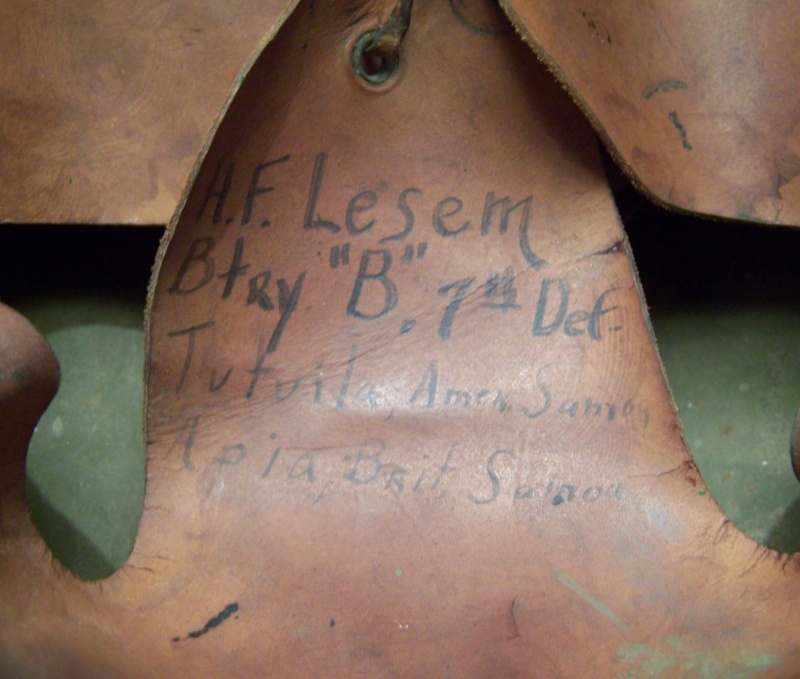 H.F. Lesem
Btry "B". 7th Def.
Tutuila, Amer. Samoa
Apia, Brit. Samoa